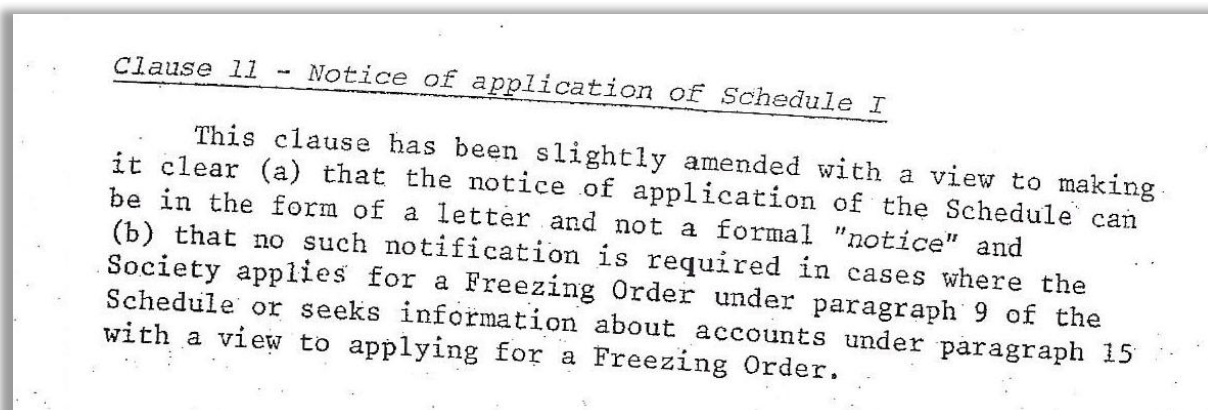 Clause 11 - Notice of application of Schedule I
This clause has been slightly amended with a view to making
it clear (a) that the notice of application of the Schedule can
be in the form of a letter and not a formal "notice" and
(b) that no such notification is required in cases where the
Society applies for a Freezing Order under paragraph 9 of the
Schedule or seeks information about accounts under paragraph 15
with a view to applying for a Freezing Order.